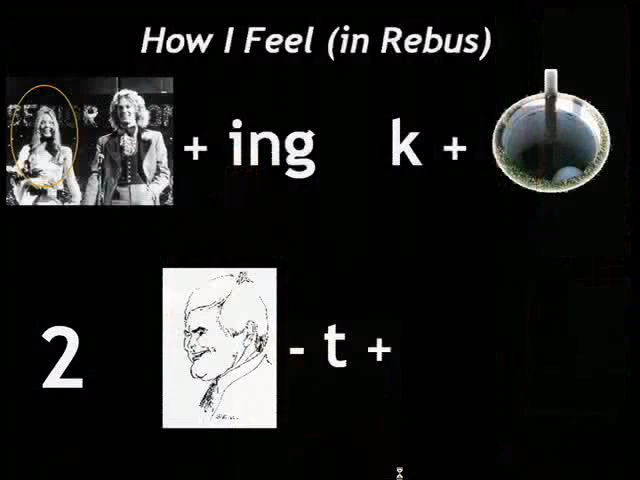 How I Feel (in Rebus)
+ ing k +
2 - t +